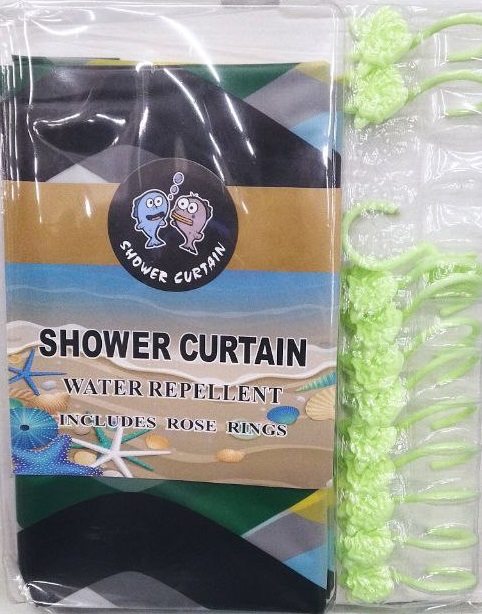 SHOWER CURTAIN
SHOWER CURTAIN
WATER REPELLENT
INCLUDES ROSE RINGS